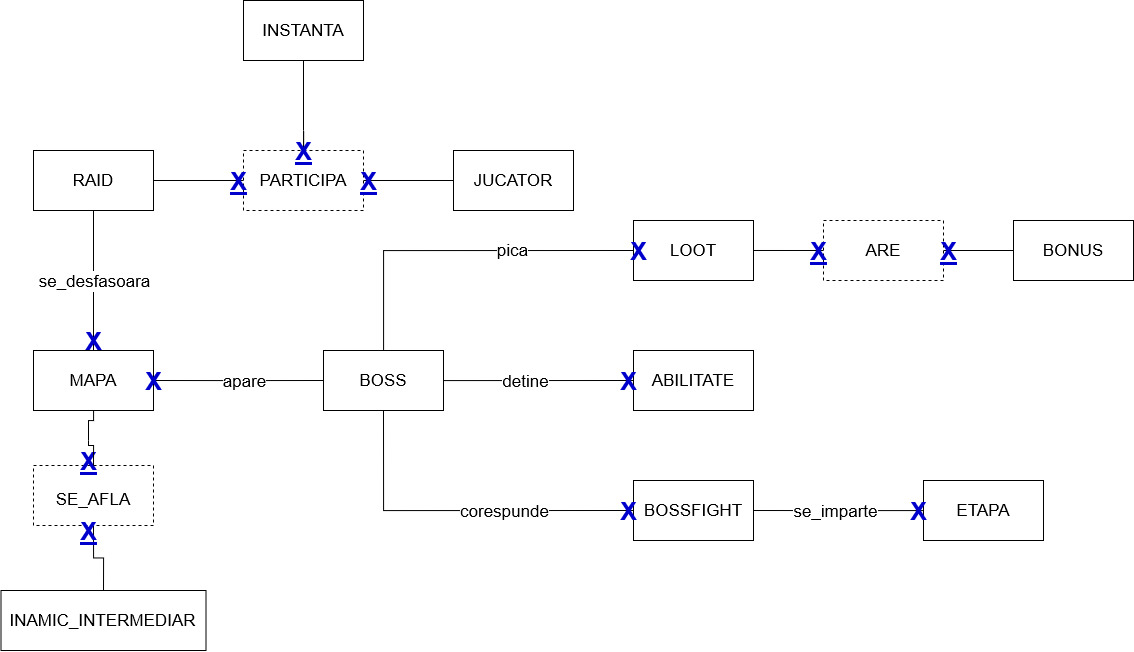 INSTANTA
X
RAID
X
PARTICIPA
X
JUCATOR
pica
X
LOOT
X
ARE
X
BONUS
se_desfasoara
X
MAPA
X
apare
BOSS
detine
X
ABILITATE
X
SE_AFLA
X
corespunde
X
BOSSFIGHT
se_imparte
X
ETAPA
INAMIC_INTERMEDIAR